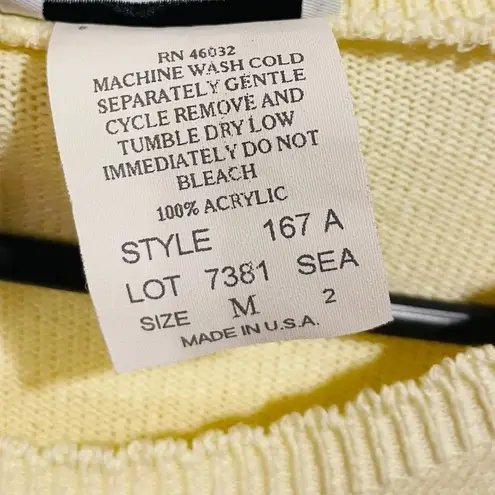 RN 46032
MACHINE WASH COLD
SEPARATELY GENTLE
CYCLE REMOVE AND
TUMBLE DRY LOW
IMMEDIATELY DO NOT
BLEACH
100% ACRYLIC
STYLE 167 A
LOT 7381 SEA
SIZE M 2
MADE IN U.S.A.